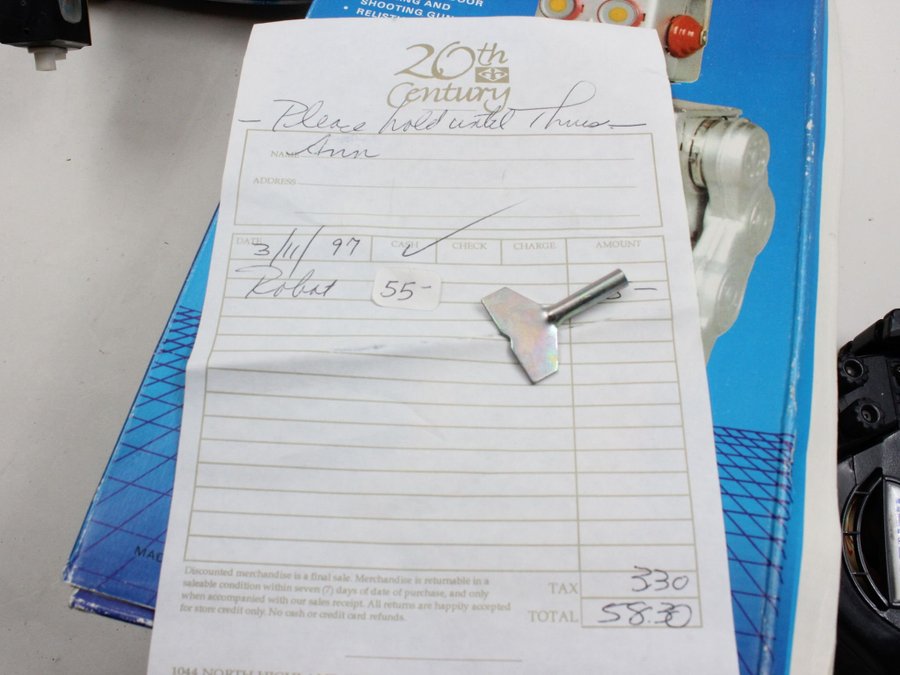 SHOOTING GUN
20th
Century
- Please hold until Thurs -
NAME Ann
ADDRESS
DATE 3/11/97 CASH ✓ CHECK CHARGE AMOUNT
Robot 55-
Discounted merchandise is a final sale. Merchandise is returnable in a
saleable condition within seven (7) days of date of purchase, and only
when accompanied with our sales receipt. All returns are happily accepted
for store credit only. No cash or credit card refunds.
TAX 330
TOTAL 58.30
1044 NORTH